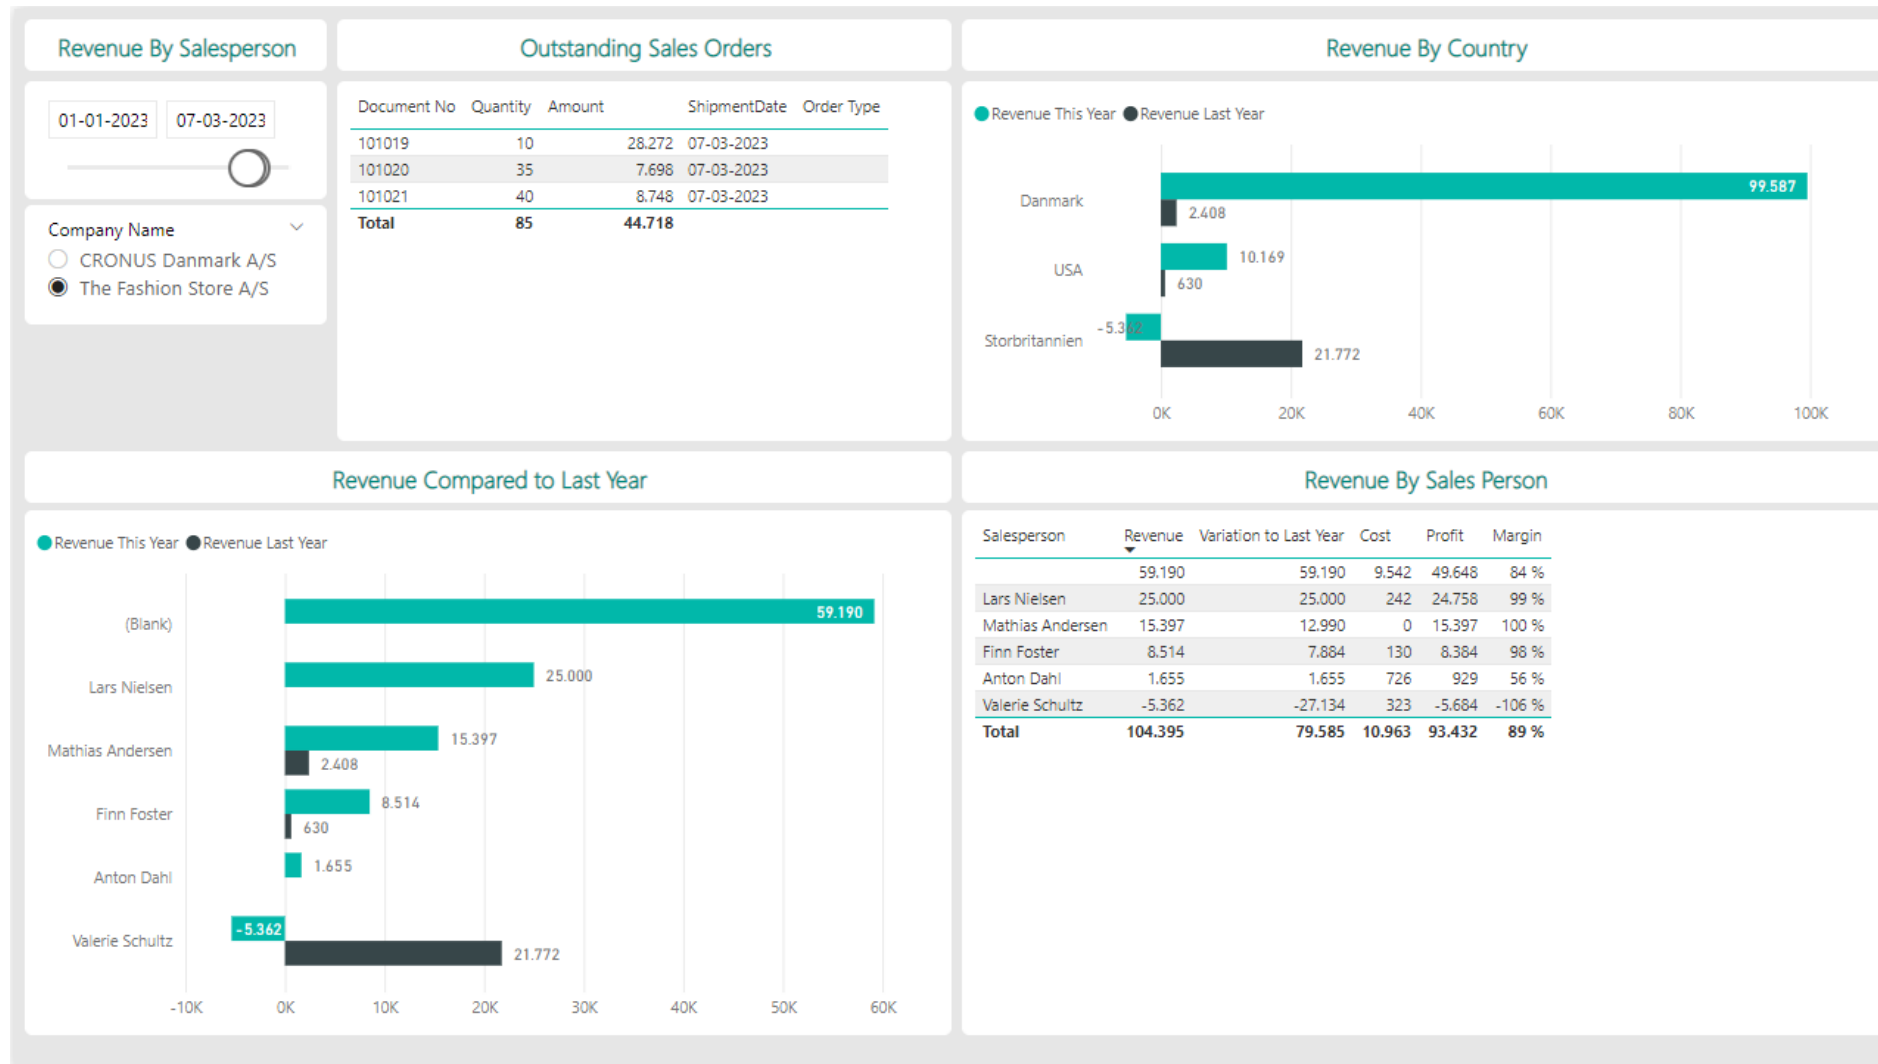 Revenue By Salesperson
Outstanding Sales Orders
Revenue By Country
01-01-2023 07-03-2023
Company Name
CRONUS Danmark A/S
The Fashion Store A/S
Document No Quantity Amount ShipmentDate Order Type
101019 10 28.272 07-03-2023
101020 35 7.698 07-03-2023
101021 40 8.748 07-03-2023
Total 85 44.718
Revenue This Year Revenue Last Year
Danmark 99.587
2.408
USA 10.169
630
Storbritannien -5.362
21.772
0K 20K 40K 60K 80K 100K
Revenue Compared to Last Year
Revenue By Sales Person
Revenue This Year Revenue Last Year
(Blank) 59.190
Lars Nielsen 25.000
Mathias Andersen 15.397
2.408
Finn Foster 8.514
630
Anton Dahl 1.655
Valerie Schultz -5.362
21.772
-10K 0K 10K 20K 30K 40K 50K 60K
Salesperson Revenue Variation to Last Year Cost Profit Margin
59.190 59.190 9.542 49.648 84 %
Lars Nielsen 25.000 25.000 242 24.758 99 %
Mathias Andersen 15.397 12.990 0 15.397 100 %
Finn Foster 8.514 7.884 130 8.384 98 %
Anton Dahl 1.655 1.655 726 929 56 %
Valerie Schultz -5.362 -27.134 323 -5.684 -106 %
Total 104.395 79.585 10.963 93.432 89 %